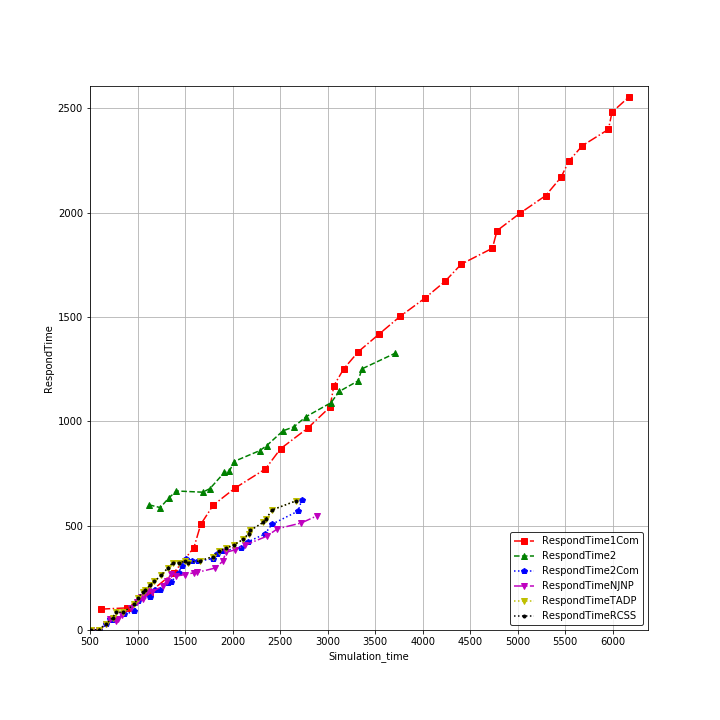 2500
2000
1500
1000
500
0
RespondTime
500
1000
1500
2000
2500
3000
3500
4000
4500
5000
5500
6000
Simulation_time
RespondTime1Com
RespondTime2
RespondTime2Com
RespondTimeNJNP
RespondTimeTADP
RespondTimeRCSS